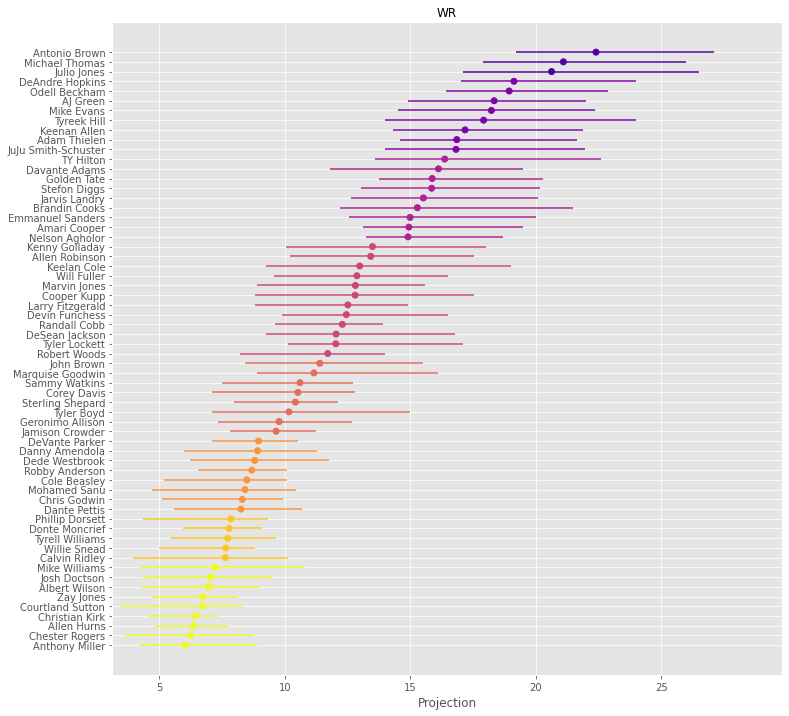 WR
Antonio Brown
Michael Thomas
Julio Jones
DeAndre Hopkins
Odell Beckham
AJ Green
Mike Evans
Tyreek Hill
Keenan Allen
Adam Thielen
JuJu Smith-Schuster
TY Hilton
Davante Adams
Golden Tate
Stefon Diggs
Jarvis Landry
Brandin Cooks
Emmanuel Sanders
Amari Cooper
Nelson Agholor
Kenny Golladay
Allen Robinson
Keelan Cole
Will Fuller
Marvin Jones
Cooper Kupp
Larry Fitzgerald
Devin Funchess
Randall Cobb
DeSean Jackson
Tyler Lockett
Robert Woods
John Brown
Marquise Goodwin
Sammy Watkins
Corey Davis
Sterling Shepard
Tyler Boyd
Geronimo Allison
Jamison Crowder
DeVante Parker
Danny Amendola
Dede Westbrook
Robby Anderson
Cole Beasley
Mohamed Sanu
Chris Godwin
Dante Pettis
Phillip Dorsett
Donte Moncrief
Tyrell Williams
Willie Snead
Calvin Ridley
Mike Williams
Josh Doctson
Albert Wilson
Zay Jones
Courtland Sutton
Christian Kirk
Allen Hurns
Chester Rogers
Anthony Miller
5 10 15 20 25
Projection